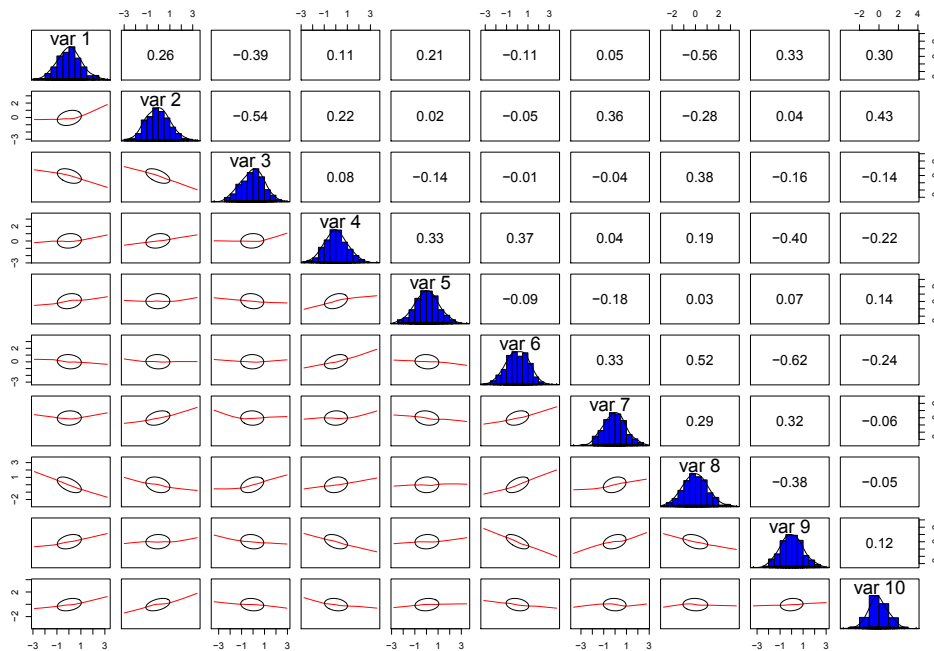 −3 −1 1 3 −3 −1 1 3 −3 −1 1 3 −2 0 2 −2 0 2 4
var 1 0.26 −0.39 0.11 0.21 −0.11 0.05 −0.56 0.33 0.30
−3 0 2 var 2 −0.54 0.22 0.02 −0.05 0.36 −0.28 0.04 0.43
var 3 0.08 −0.14 −0.01 −0.04 0.38 −0.16 −0.14
−3 0 2 var 4 0.33 0.37 0.04 0.19 −0.40 −0.22
var 5 −0.09 −0.18 0.03 0.07 0.14
−3 0 2 var 6 0.33 0.52 −0.62 −0.24
var 7 0.29 0.32 −0.06
−2 1 3 var 8 −0.38 −0.05
var 9 0.12
−2 0 2 var 10
−3 −1 1 3 −3 −1 1 3 −3 −1 1 3 −3 −1 1 3 −3 −1 1 3